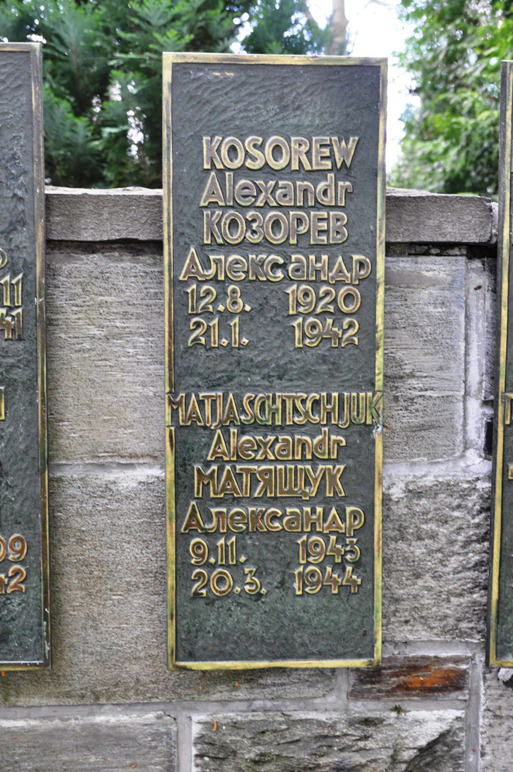 KOSOREW
Alexandr
КОЗОРЕВ
Александр
12.8. 1920
21.1. 1942
MATJASCHTSCHJUK
Alexandr
МАТЯЩУК
Александр
9.11. 1943
20.3. 1944